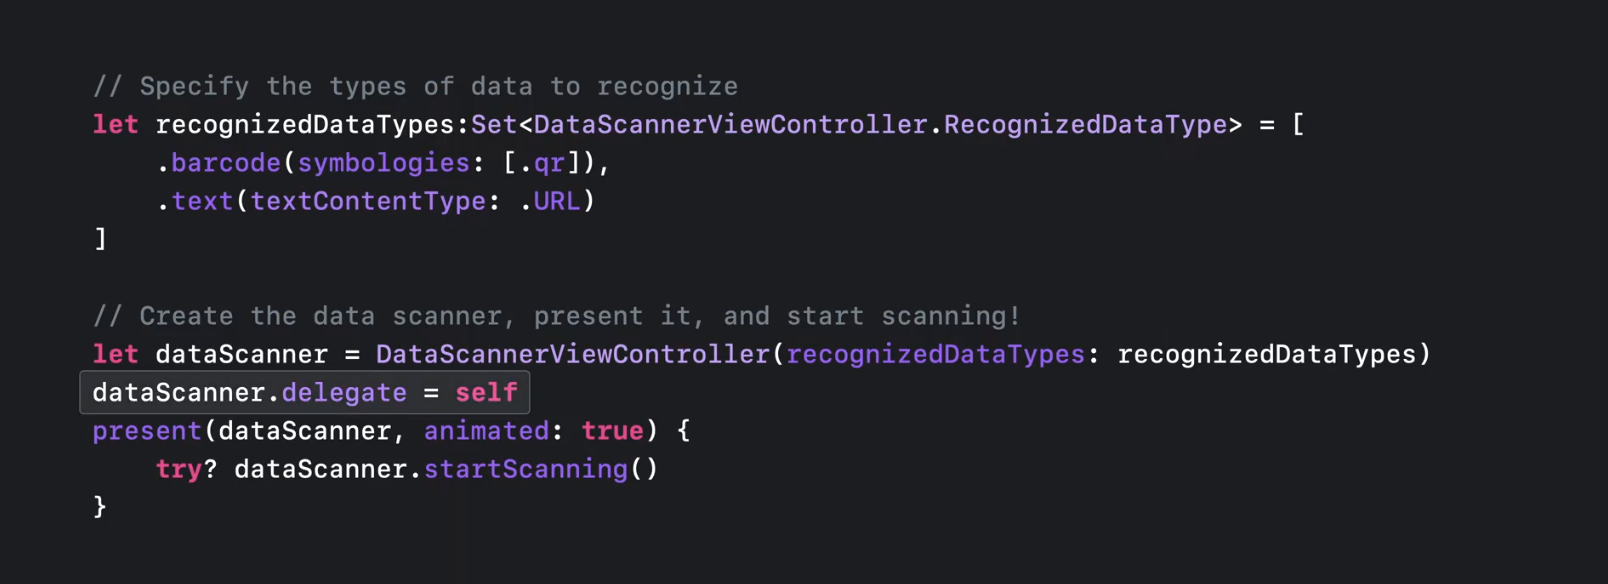 // Specify the types of data to recognize
let recognizedDataTypes:Set<DataScannerViewController.RecognizedDataType> = [
    .barcode(symbologies: [.qr]),
    .text(textContentType: .URL)
]

// Create the data scanner, present it, and start scanning!
let dataScanner = DataScannerViewController(recognizedDataTypes: recognizedDataTypes)
dataScanner.delegate = self
present(dataScanner, animated: true) {
    try? dataScanner.startScanning()
}